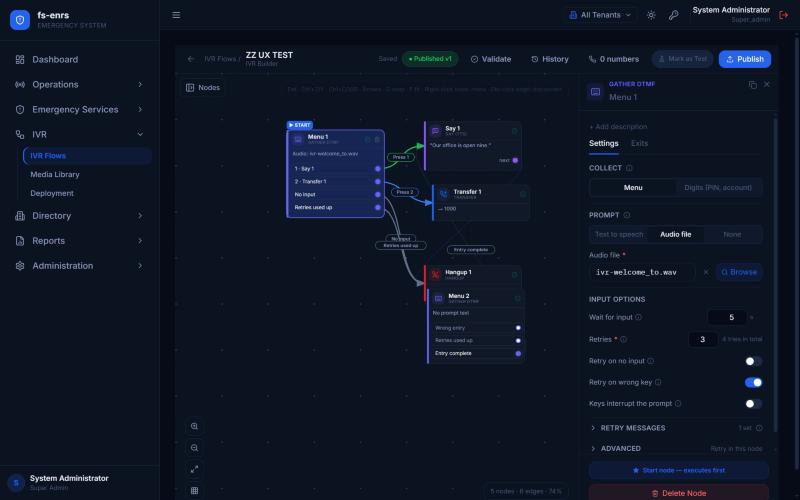 fs-enrs
EMERGENCY SYSTEM
Dashboard
Operations
Emergency Services
IVR
IVR Flows
Media Library
Deployment
Directory
Reports
Administration
System Administrator
Super Admin
S
All Tenants
System Administrator
Super_admin
IVR Flows /
ZZ UX TEST
IVR Builder
Saved
Published v1
Validate
History
0 numbers
Mark as Test
Publish
Nodes
START
Menu 1
GATHER DTMF
Audio: ivr-welcome_to.wav
1 · Say 1
2 · Transfer 1
No input
Retries used up
Press 1
Press 2
No input
Retries used up
Entry complete
Say 1
SAY (TTS)
"Our office is open nine."
next
Transfer 1
TRANSFER
— 1000
Hangup 1
HANGUP
Menu 2
GATHER DTMF
No prompt text
Wrong entry
Retries used up
Entry complete
5 nodes · 6 edges · 74%
GATHER DTMF
Menu 1
+ Add description
Settings
Exits
COLLECT
Menu
Digits (PIN, account)
PROMPT
Text to speech
Audio file
None
Audio file *
ivr-welcome_to.wav
Browse
INPUT OPTIONS
Wait for input
5
s
Retries *
3
4 tries in total
Retry on no input
Retry on wrong key
Keys interrupt the prompt
RETRY MESSAGES
1 set
ADVANCED
Retry in this node
Start node — executes first
Delete Node